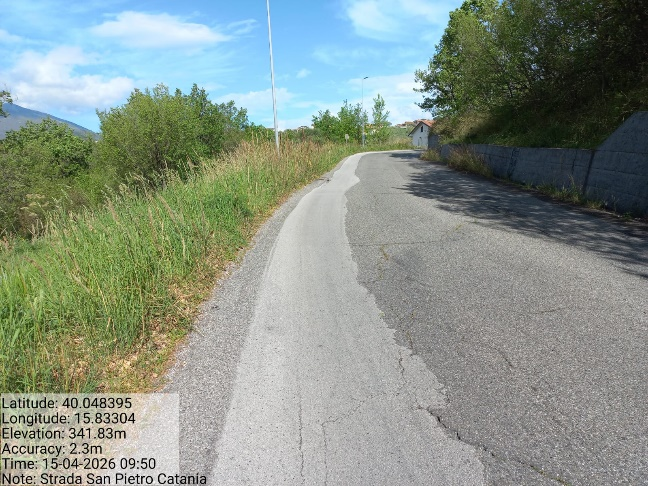 Latitude: 40.048395
Longitude: 15.83304
Elevation: 341.83m
Accuracy: 2.3m
Time: 15-04-2026 09:50
Note: Strada San Pietro Catania